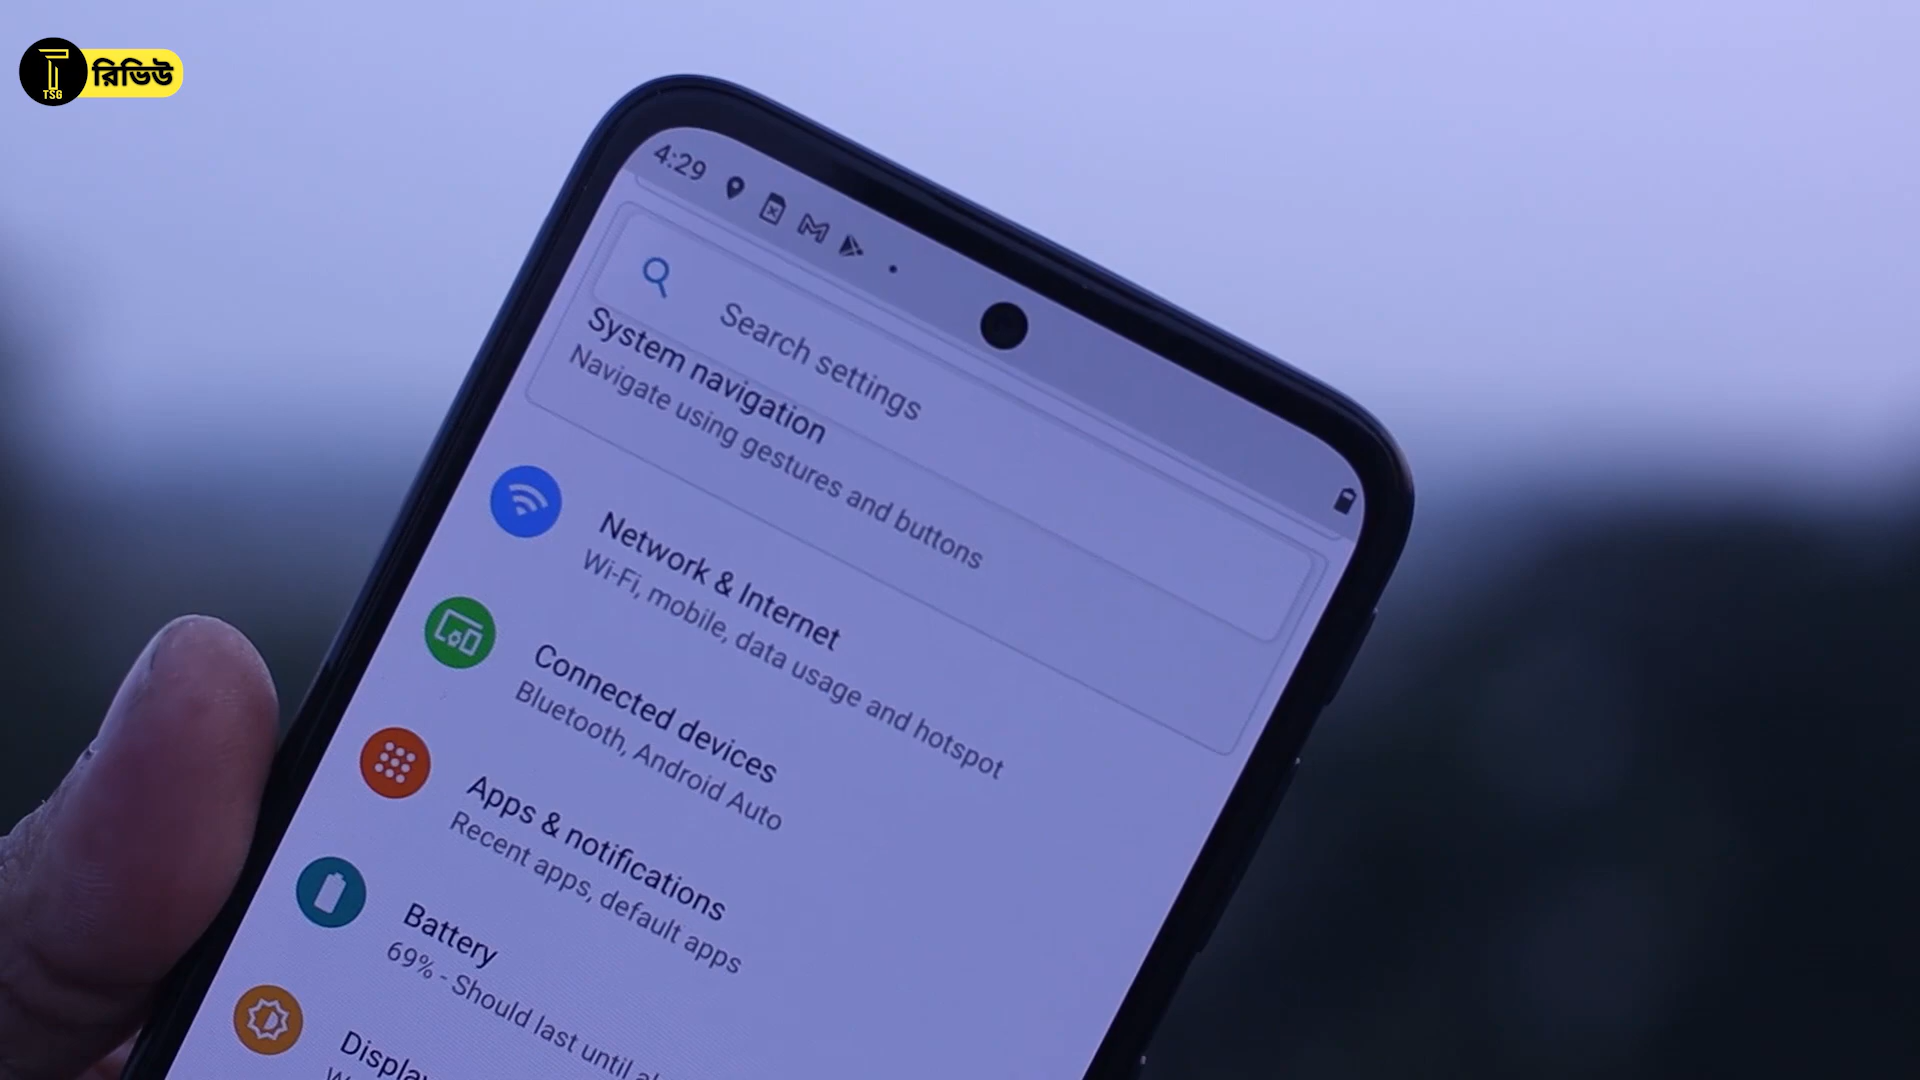 TSG
রিভিউ
4:29
Search settings
System navigation
Navigate using gestures and buttons
Network & Internet
Wi-Fi, mobile, data usage and hotspot
Connected devices
Bluetooth, Android Auto
Apps & notifications
Recent apps, default apps
Battery
69% - Should last until
Display